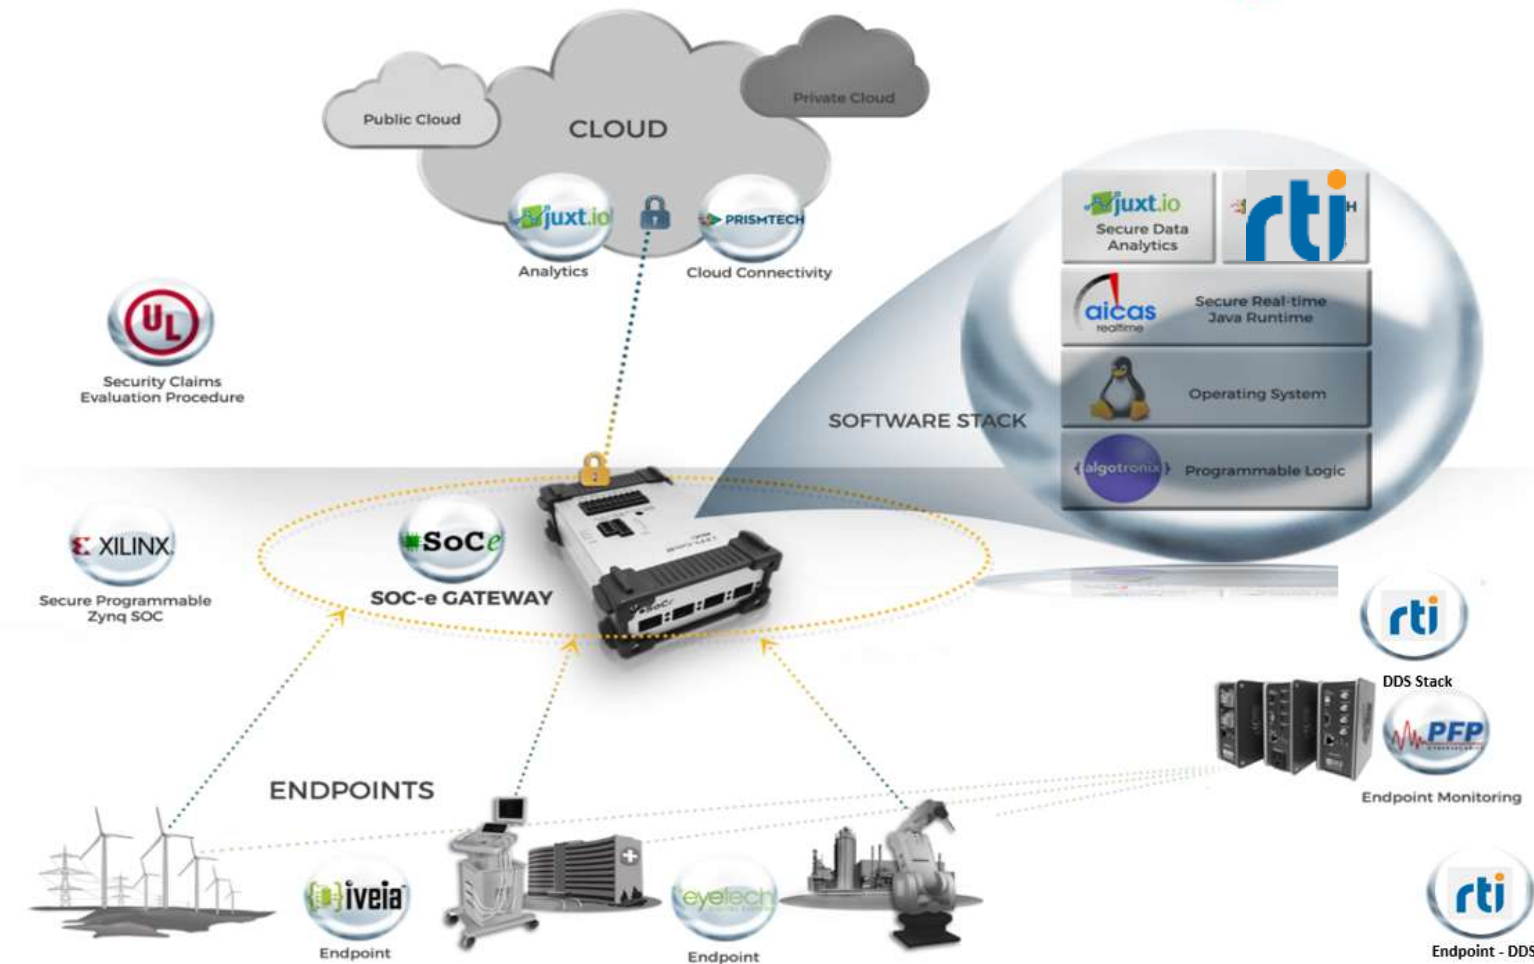 Public Cloud
CLOUD
Private Cloud
juxt.io
Analytics
PRISMTECH
Cloud Connectivity
juxt.io
Secure Data
Analytics
rti
H
aicas
realtime
Secure Real-time
Java Runtime
Operating System
{algotronix}
Programmable Logic
SOFTWARE STACK
UL
Security Claims
Evaluation Procedure
XILINX
Secure Programmable
Zynq SOC
SoCe
SOC-e GATEWAY
SoCe
rti
DDS Stack
PFP
CYBERSECURITY
Endpoint Monitoring
ENDPOINTS
iveia
Endpoint
eyetech
Endpoint
rti
Endpoint - DDS